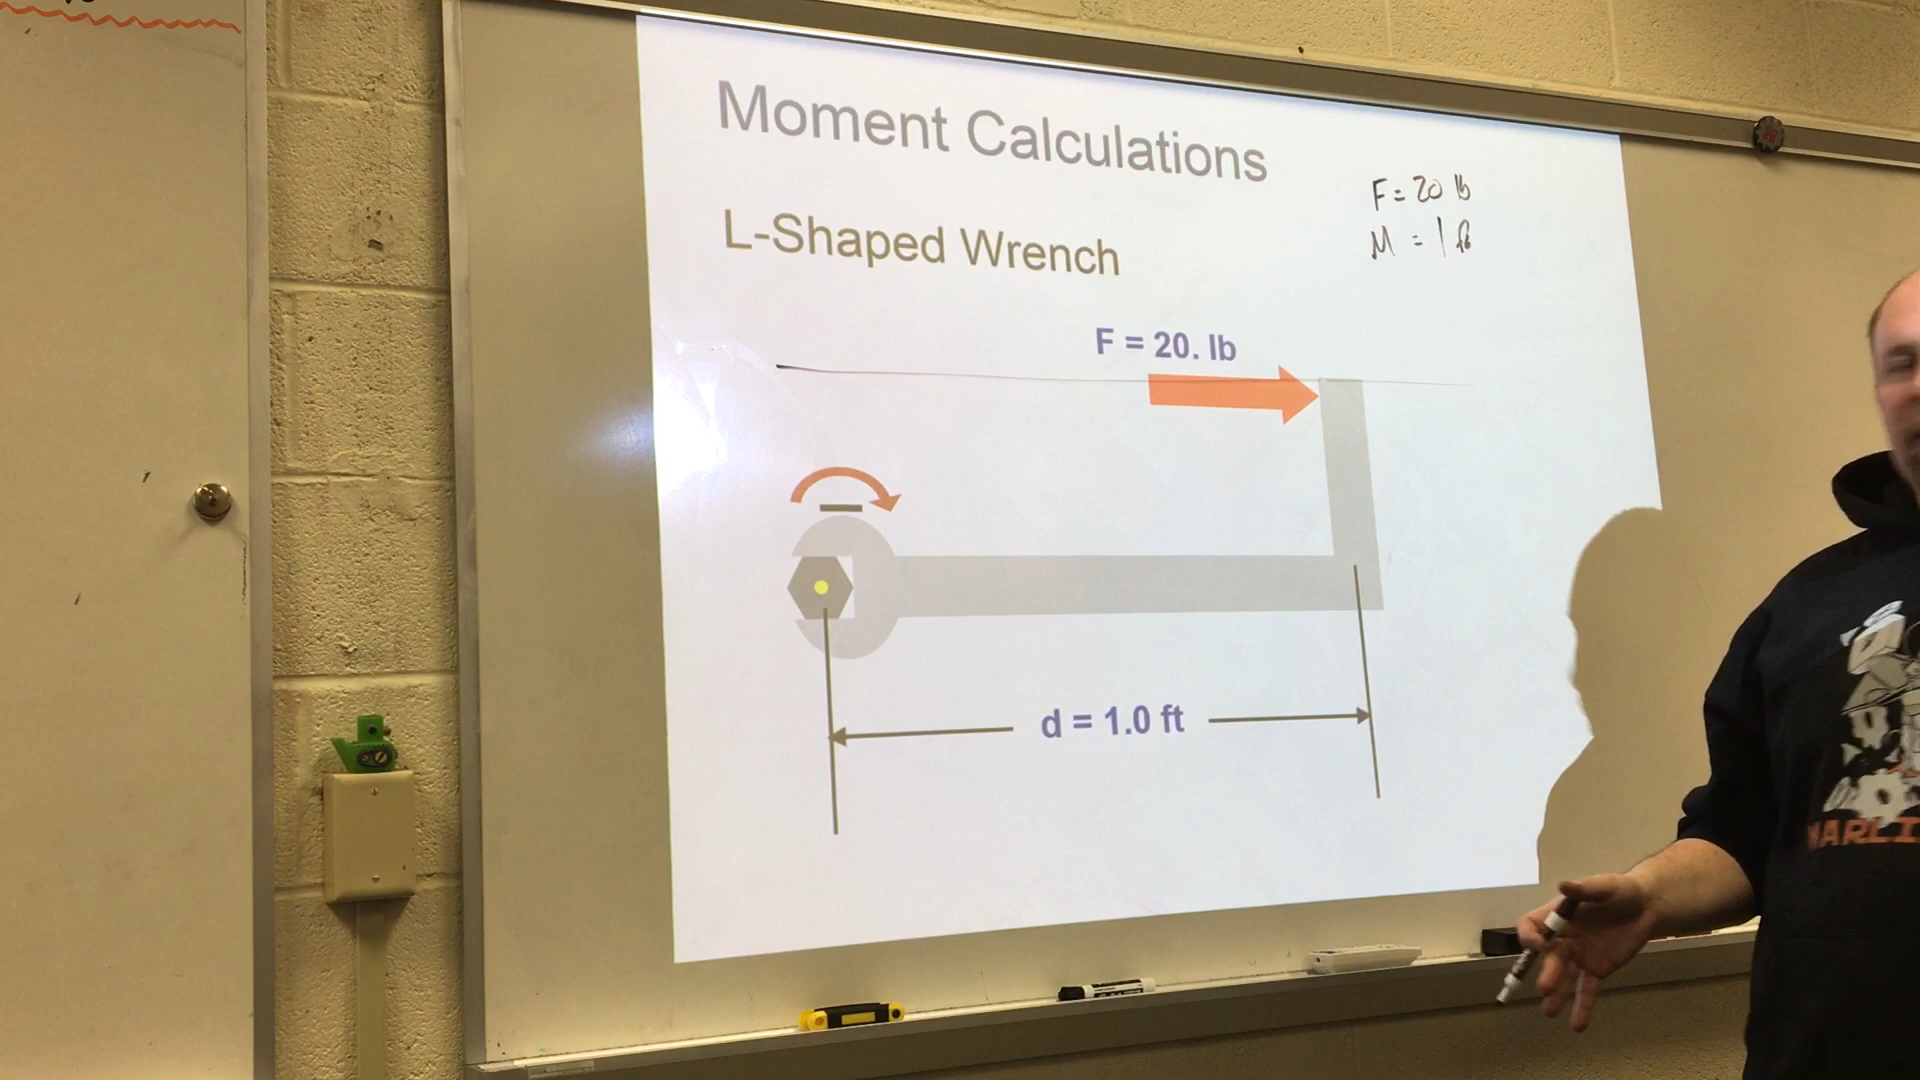 Moment Calculations
L-Shaped Wrench
F = 20 lb
M = 1 ft
F = 20. lb
d = 1.0 ft